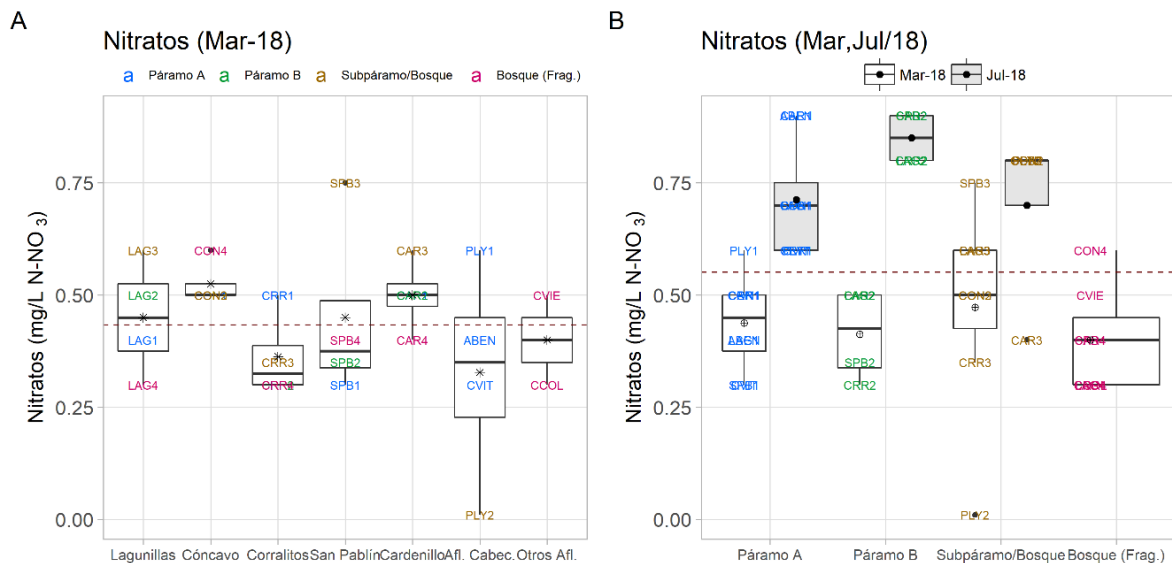 A
Nitratos (Mar-18)
a Páramo A a Páramo B a Subpáramo/Bosque a Bosque (Frag.)
Nitratos (mg/L N-NO3)
0.75
0.50
0.25
0.00
LAG3
LAG2
LAG1
LAG4
CON4
CRR1
CRR3
SPB3
SPB4
SPB2
SPB1
CAR3
CAR4
PLY1
ABEN
CVIT
PLY2
CVIE
CCOL
Lagunillas Cóncavo Corralitos San Pablín Cardenillo Afl. Cabec. Otros Afl.
B
Nitratos (Mar,Jul/18)
Mar-18 Jul-18
Nitratos (mg/L N-NO3)
0.75
0.50
0.25
0.00
PLY1
SPB2
CRR2
SPB3
CRR3
PLY2
CAR3
CON4
CVIE
Páramo A Páramo B Subpáramo/Bosque Bosque (Frag.)